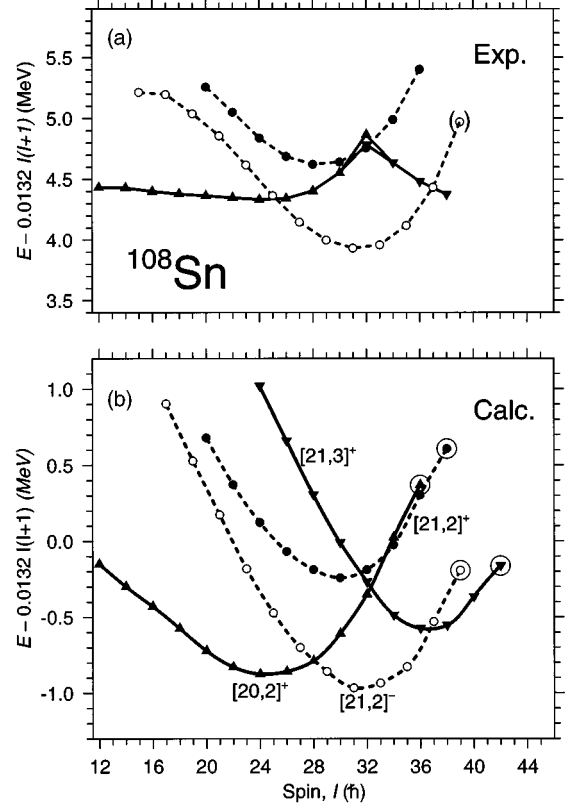 (a)
Exp.
E – 0.0132 I(I+1) (MeV)
5.5
5.0
4.5
4.0
3.5
( )
¹⁰⁸Sn
(b)
Calc.
E – 0.0132 I(I+1) (MeV)
1.0
0.5
0.0
-0.5
-1.0
[21,3]⁺
[21,2]⁺
[20,2]⁺
[21,2]⁻
12 16 20 24 28 32 36 40 44
Spin, I (ħ)